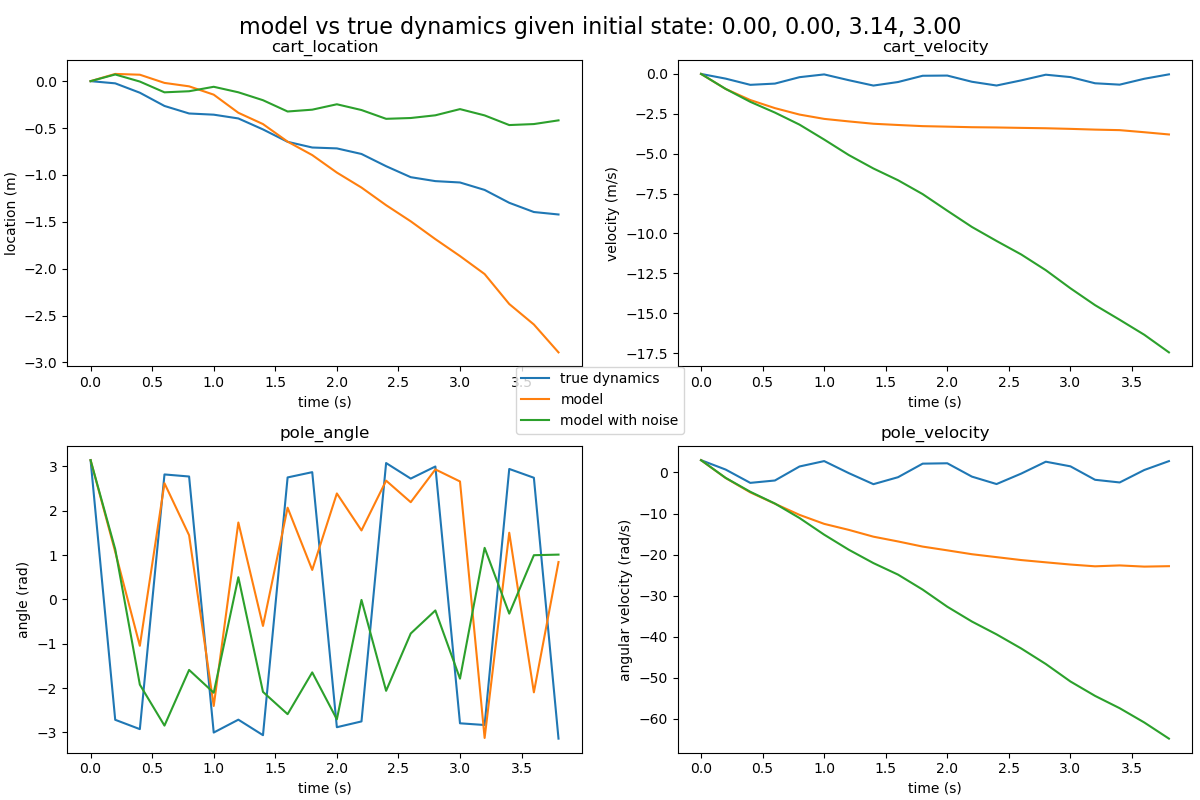 model vs true dynamics given initial state: 0.00, 0.00, 3.14, 3.00
cart_location
location (m)
0.0
−0.5
−1.0
−1.5
−2.0
−2.5
−3.0
0.0 0.5 1.0 1.5 2.0 2.5 3.0 3.5
time (s)
cart_velocity
velocity (m/s)
0.0
−2.5
−5.0
−7.5
−10.0
−12.5
−15.0
−17.5
0.0 0.5 1.0 1.5 2.0 2.5 3.0 3.5
time (s)
true dynamics
model
model with noise
pole_angle
angle (rad)
3
2
1
0
−1
−2
−3
0.0 0.5 1.0 1.5 2.0 2.5 3.0 3.5
time (s)
pole_velocity
angular velocity (rad/s)
0
−10
−20
−30
−40
−50
−60
0.0 0.5 1.0 1.5 2.0 2.5 3.0 3.5
time (s)